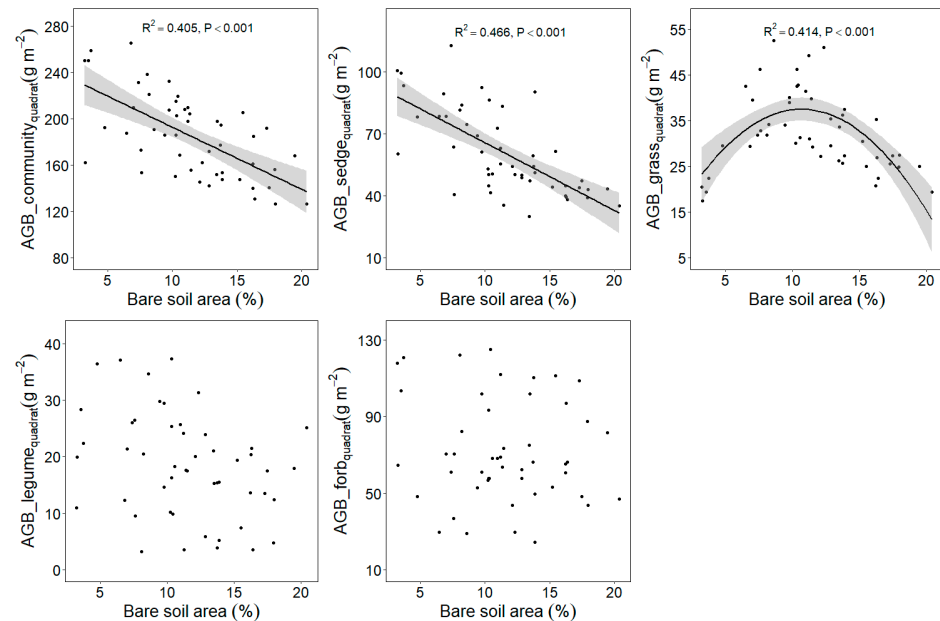 R² = 0.405, P < 0.001
AGB_community_quadrat(g m⁻²)
280
240
200
160
120
80
5 10 15 20
Bare soil area (%)
R² = 0.466, P < 0.001
AGB_sedge_quadrat(g m⁻²)
100
70
40
10
5 10 15 20
Bare soil area (%)
R² = 0.414, P < 0.001
AGB_grass_quadrat(g m⁻²)
55
45
35
25
15
5
5 10 15 20
Bare soil area (%)
AGB_legume_quadrat(g m⁻²)
40
30
20
10
0
5 10 15 20
Bare soil area (%)
AGB_forb_quadrat(g m⁻²)
130
90
50
10
5 10 15 20
Bare soil area (%)